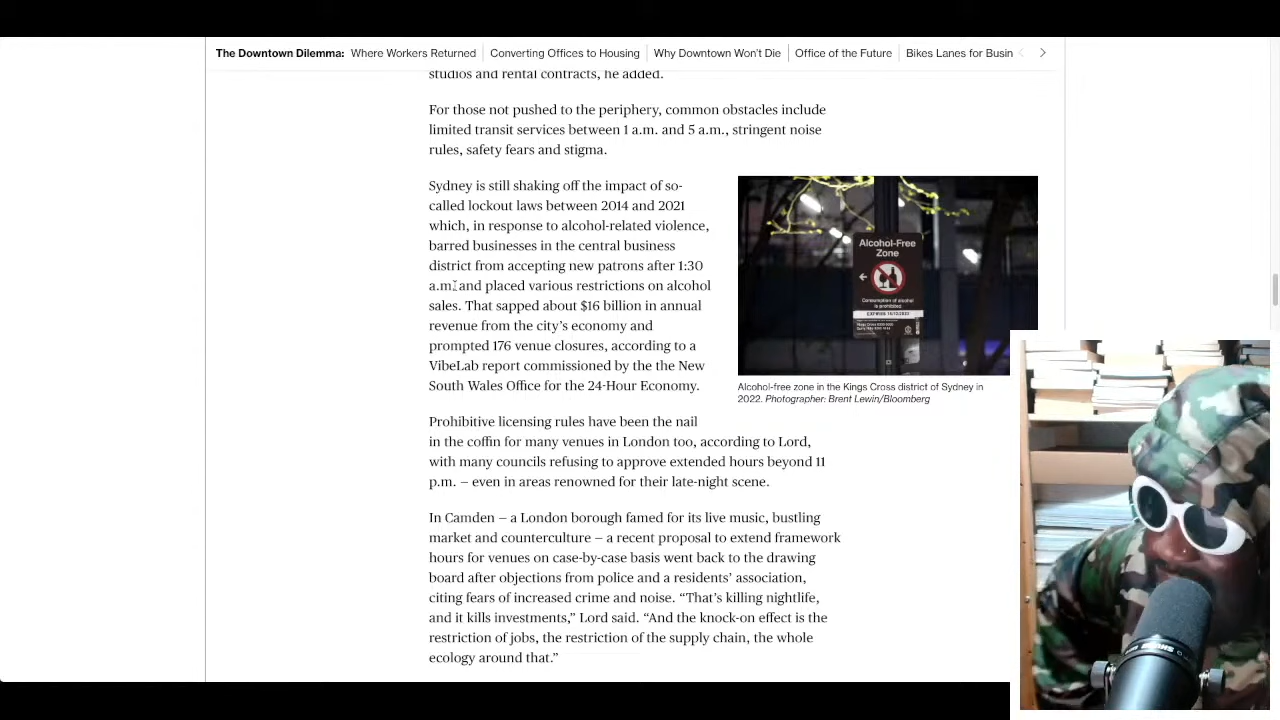 The Downtown Dilemma: Where Workers Returned Converting Offices to Housing Why Downtown Won't Die Office of the Future Bikes Lanes for Busin
studios and rental contracts, he added.
For those not pushed to the periphery, common obstacles include
limited transit services between 1 a.m. and 5 a.m., stringent noise
rules, safety fears and stigma.
Sydney is still shaking off the impact of so-
called lockout laws between 2014 and 2021
which, in response to alcohol-related violence,
barred businesses in the central business
district from accepting new patrons after 1:30
a.m. and placed various restrictions on alcohol
sales. That sapped about $16 billion in annual
revenue from the city's economy and
prompted 176 venue closures, according to a
VibeLab report commissioned by the the New
South Wales Office for the 24-Hour Economy.
Alcohol-Free
Zone
Consumption of alcohol
is prohibited
Alcohol-free zone in the Kings Cross district of Sydney in
2022. Photographer: Brent Lewin/Bloomberg
Prohibitive licensing rules have been the nail
in the coffin for many venues in London too, according to Lord,
with many councils refusing to approve extended hours beyond 11
p.m. — even in areas renowned for their late-night scene.
In Camden — a London borough famed for its live music, bustling
market and counterculture — a recent proposal to extend framework
hours for venues on case-by-case basis went back to the drawing
board after objections from police and a residents' association,
citing fears of increased crime and noise. “That's killing nightlife,
and it kills investments,” Lord said. “And the knock-on effect is the
restriction of jobs, the restriction of the supply chain, the whole
ecology around that.”